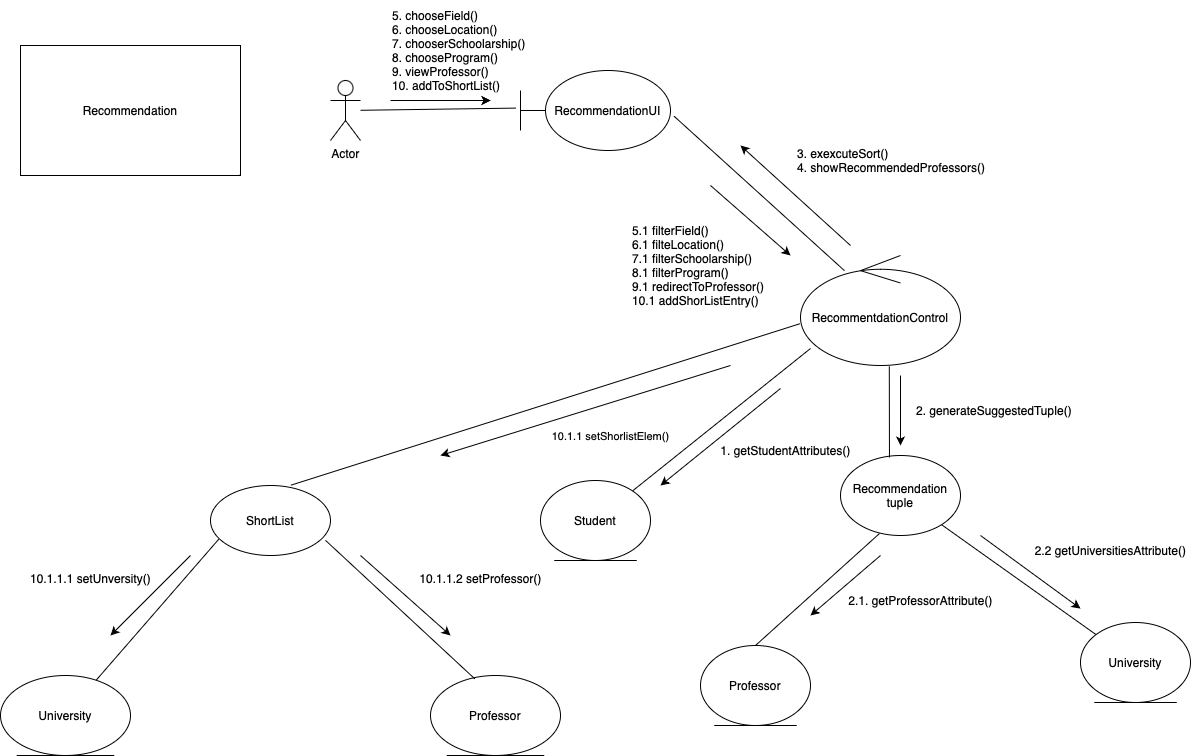 5. chooseField()
6. chooseLocation()
7. chooserSchoolarship()
8. chooseProgram()
9. viewProfessor()
10. addToShortList()
Recommendation
RecommendationUI
Actor
3. exexcuteSort()
4. showRecommendedProfessors()
5.1 filterField()
6.1 filteLocation()
7.1 filterSchoolarship()
8.1 filterProgram()
9.1 redirectToProfessor()
10.1 addShorListEntry()
RecommentdationControl
2. generateSuggestedTuple()
10.1.1 setShorlistElem()
1. getStudentAttributes()
Recommendation
tuple
ShortList
Student
2.2 getUniversitiesAttribute()
10.1.1.1 setUnversity()
10.1.1.2 setProfessor()
2.1. getProfessorAttribute()
University
Professor
University
Professor